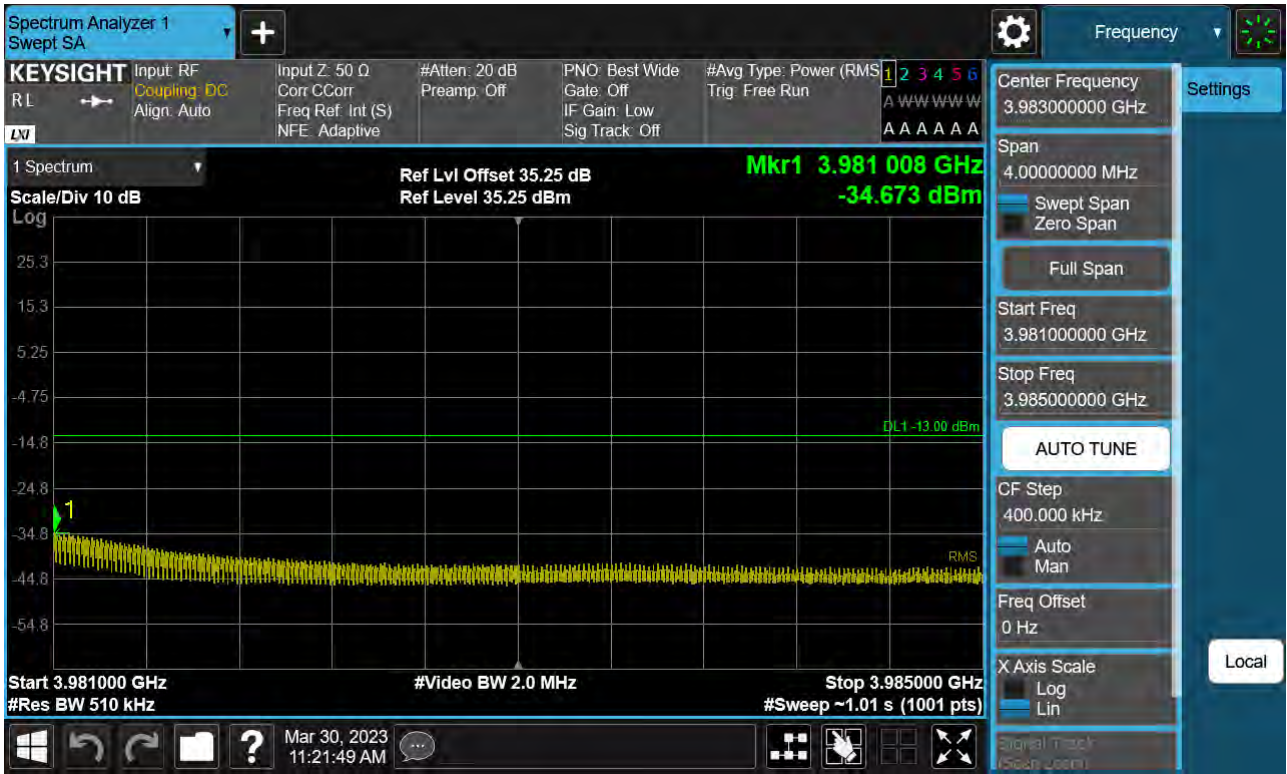 Spectrum Analyzer 1
Swept SA
+
Frequency
KEYSIGHT
RL
LXI
Input: RF
Coupling: DC
Align: Auto
Input Z: 50 Ω
Corr CCorr
Freq Ref: Int (S)
NFE: Adaptive
#Atten: 20 dB
Preamp: Off
PNO: Best Wide
Gate: Off
IF Gain: Low
Sig Track: Off
#Avg Type: Power (RMS
Trig: Free Run
1 2 3 4 5 6
A W W W W W
A A A A A A
1 Spectrum
Scale/Div 10 dB
Log
Ref Lvl Offset 35.25 dB
Ref Level 35.25 dBm
Mkr1 3.981 008 GHz
-34.673 dBm
25.3
15.3
5.25
-4.75
DL1 -13.00 dBm
-14.8
-24.8
1
-34.8
RMS
-44.8
-54.8
Start 3.981000 GHz
#Res BW 510 kHz
#Video BW 2.0 MHz
Stop 3.985000 GHz
#Sweep ~1.01 s (1001 pts)
Center Frequency
3.983000000 GHz
Settings
Span
4.00000000 MHz
Swept Span
Zero Span
Full Span
Start Freq
3.981000000 GHz
Stop Freq
3.985000000 GHz
AUTO TUNE
CF Step
400.000 kHz
Auto
Man
Freq Offset
0 Hz
X Axis Scale
Log
Lin
Signal Track
(Span Zoom)
Local
?
Mar 30, 2023
11:21:49 AM